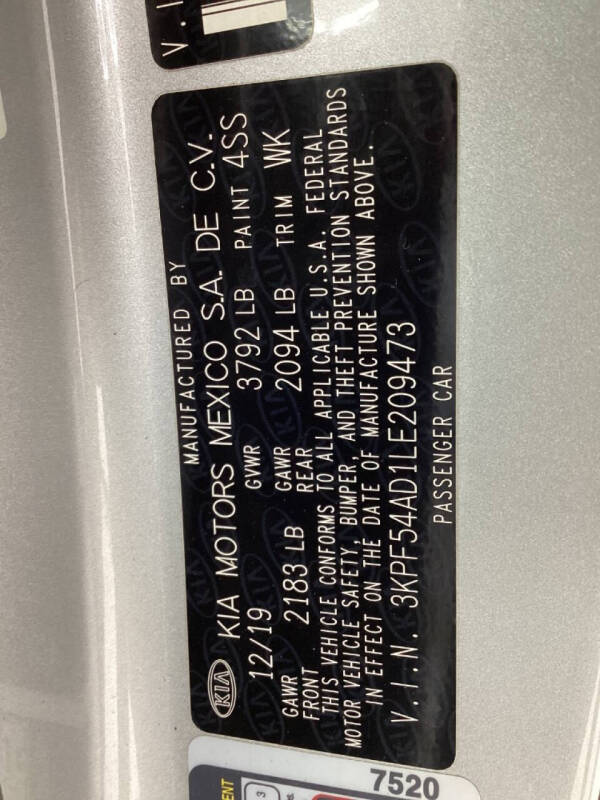 V.I
MANUFACTURED BY
KIA KIA MOTORS MEXICO S.A. DE C.V.
12/19 GVWR 3792 LB PAINT 4SS
GAWR FRONT 2183 LB GAWR REAR 2094 LB TRIM WK
THIS VEHICLE CONFORMS TO ALL APPLICABLE U.S.A. FEDERAL
MOTOR VEHICLE SAFETY, BUMPER, AND THEFT PREVENTION STANDARDS
IN EFFECT ON THE DATE OF MANUFACTURE SHOWN ABOVE.
V.I.N. 3KPF54AD1LE209473
PASSENGER CAR
7520
3